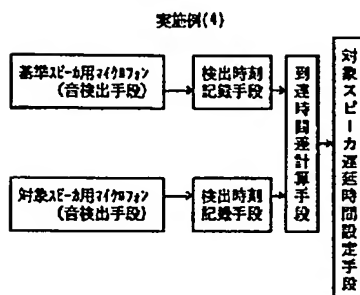 実施例(4)
基準スピーカ用マイクロフォン
(音検出手段)
検出時刻
記録手段
対象スピーカ用マイクロフォン
(音検出手段)
検出時刻
記録手段
到達時間差計算手段
対象スピーカ遅延時間設定手段